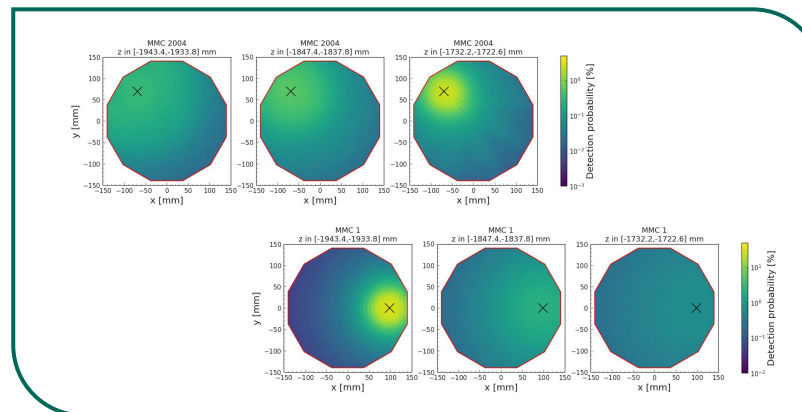 MMC 2004
z in [-1943.4,-1933.8] mm
MMC 2004
z in [-1847.4,-1837.8] mm
MMC 2004
z in [-1732.2,-1722.6] mm
150
100
50
0
−50
−100
−150
y [mm]
−150 −100 −50 0 50 100 150
−150 −100 −50 0 50 100 150
−150 −100 −50 0 50 100 150
x [mm]
x [mm]
x [mm]
10⁰
10⁻¹
10⁻²
10⁻³
Detection probability [%]
MMC 1
z in [-1943.4,-1933.8] mm
MMC 1
z in [-1847.4,-1837.8] mm
MMC 1
z in [-1732.2,-1722.6] mm
150
100
50
0
−50
−100
−150
y [mm]
−150 −100 −50 0 50 100 150
−150 −100 −50 0 50 100 150
−150 −100 −50 0 50 100 150
x [mm]
x [mm]
x [mm]
10¹
10⁰
10⁻¹
10⁻²
Detection probability [%]